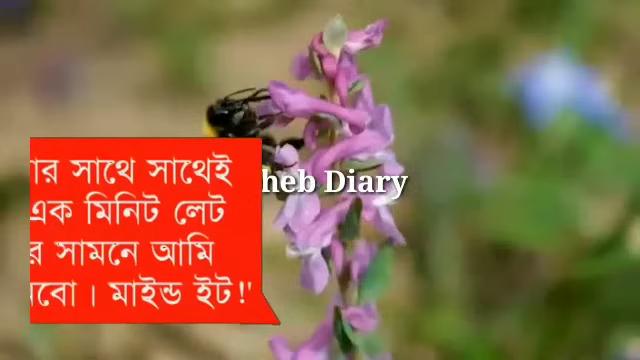 সাথে সাথেই
এক মিনিট লেট
সামনে আমি
মাইন্ড ইট!'
Diary